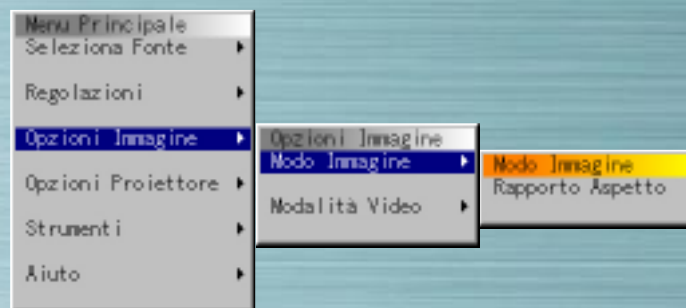 Menu Principale
Seleziona Fonte
Regolazioni
Opzioni Immagine
Opzioni Proiettore
Strumenti
Aiuto
Opzioni Immagine
Modo Immagine
Modalità Video
Modo Immagine
Rapporto Aspetto